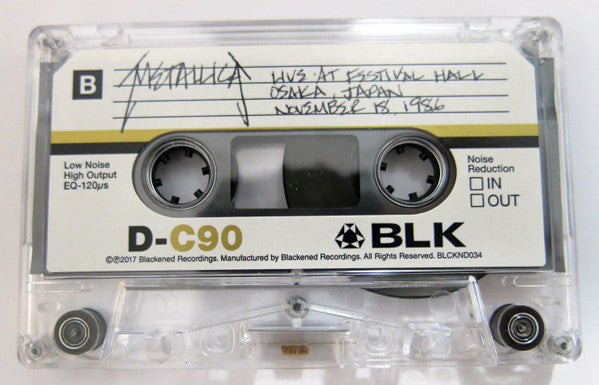 B
METALLICA
LIVE AT FESTIVAL HALL
OSAKA, JAPAN
NOVEMBER 18, 1986
Low Noise
High Output
EQ-120µs
Noise
Reduction
IN
OUT
D-C90
BLK
©℗2017 Blackened Recordings. Manufactured by Blackened Recordings. All Rights Reserved. BLCKND034